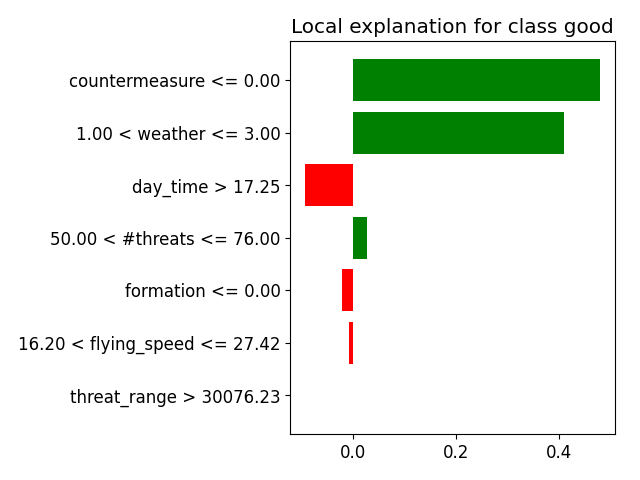 Local explanation for class good
countermeasure <= 0.00
1.00 < weather <= 3.00
day_time > 17.25
50.00 < #threats <= 76.00
formation <= 0.00
16.20 < flying_speed <= 27.42
threat_range > 30076.23
0.0 0.2 0.4